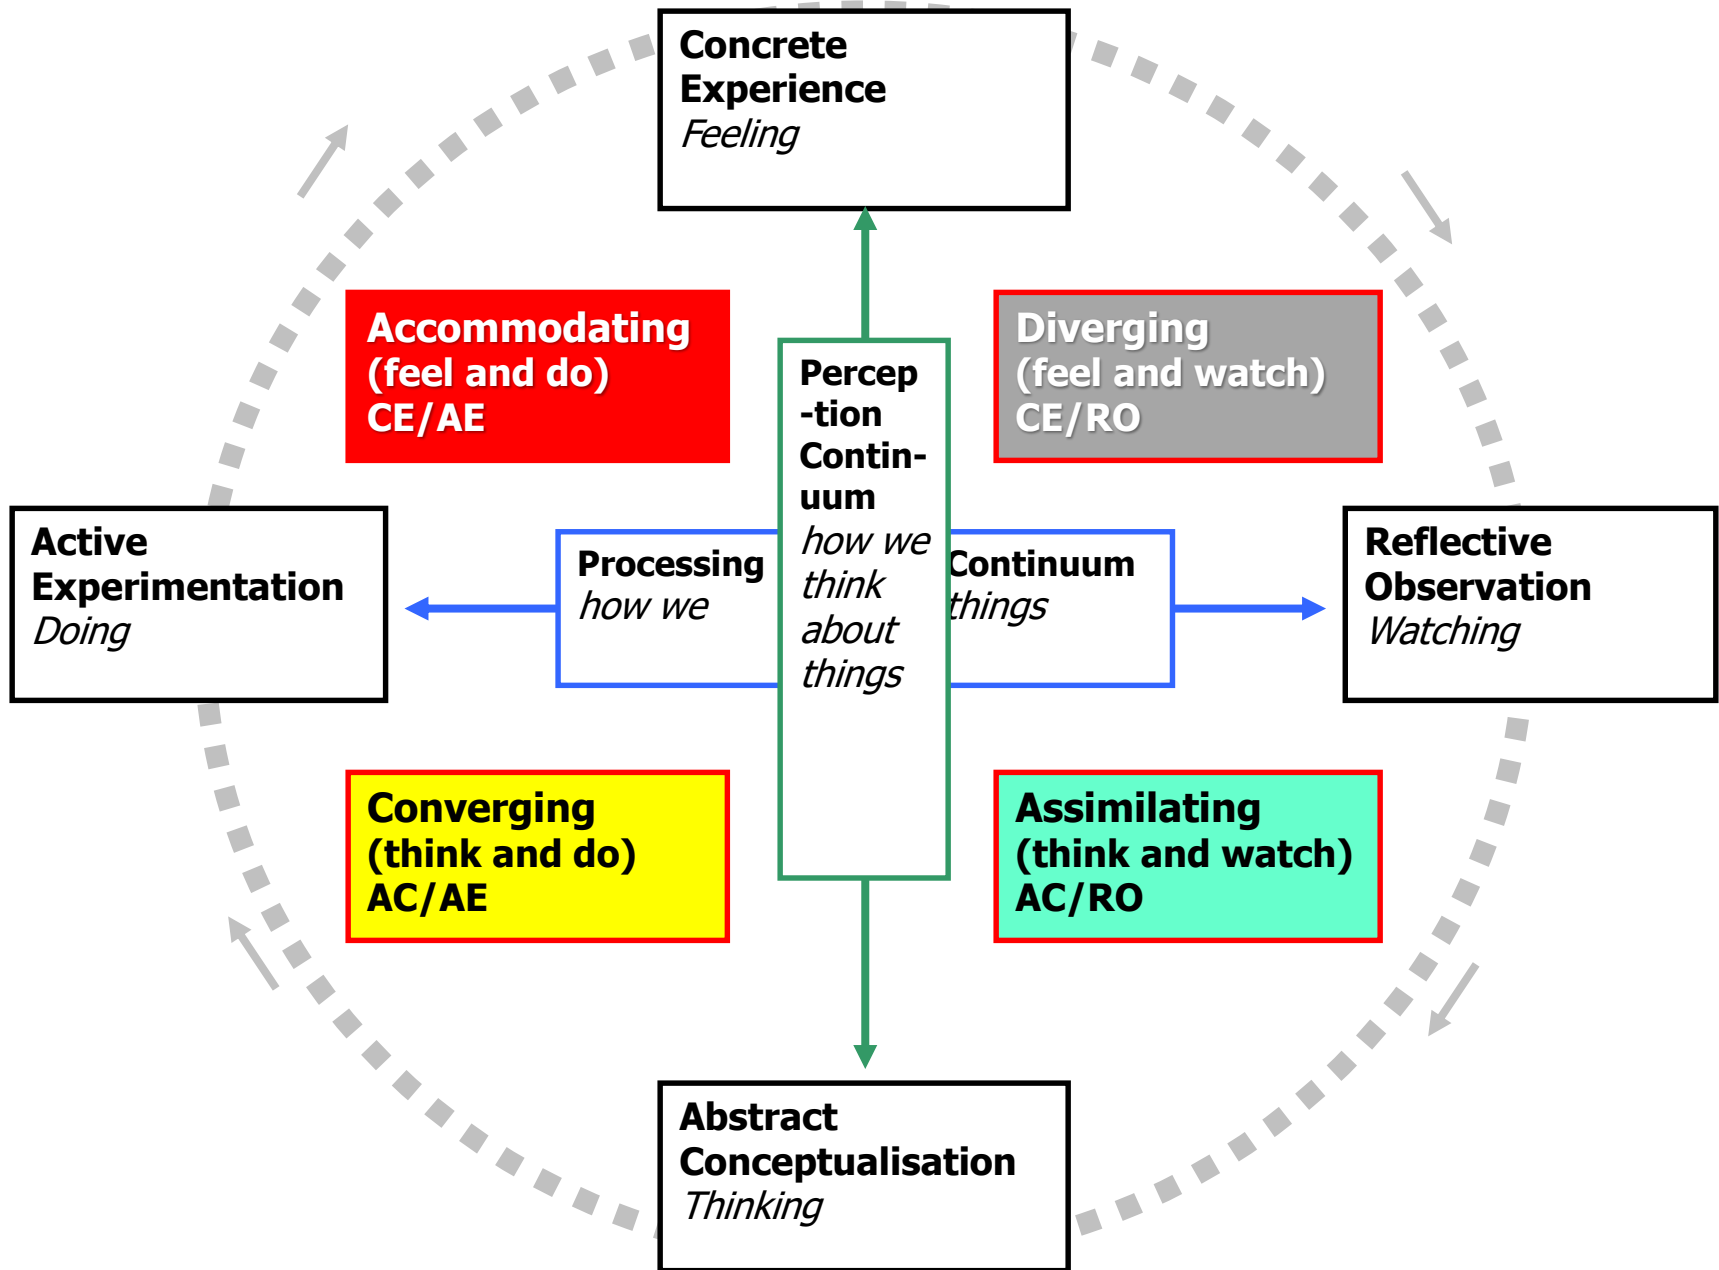 Concrete
Experience
Feeling
Accommodating
(feel and do)
CE/AE
Diverging
(feel and watch)
CE/RO
Percep
-tion
Contin-
uum
how we
think
about
things
Active
Experimentation
Doing
Processing
how we
Continuum
things
Reflective
Observation
Watching
Converging
(think and do)
AC/AE
Assimilating
(think and watch)
AC/RO
Abstract
Conceptualisation
Thinking